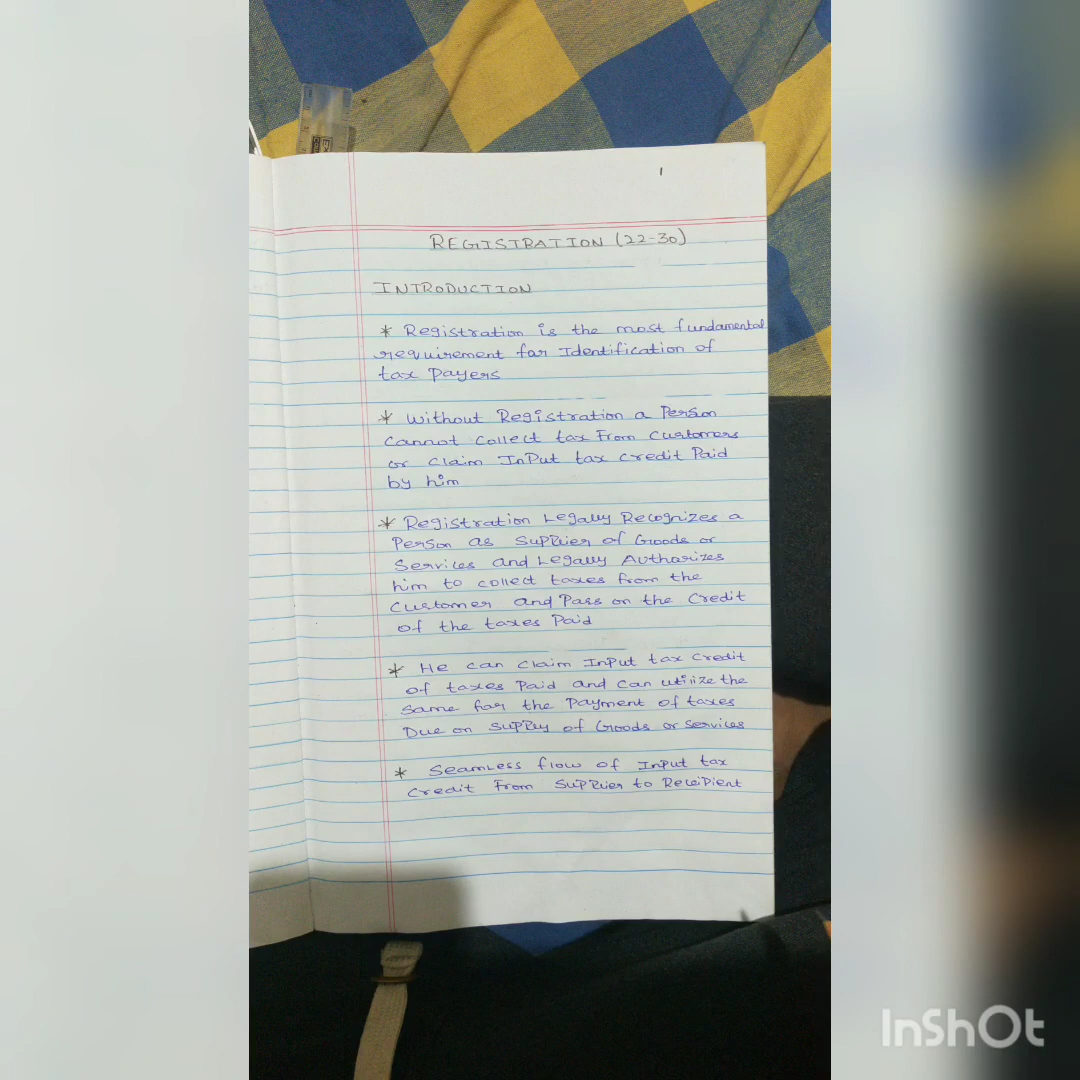 1
REGISTRATION (22-30)
INTRODUCTION
* Registration is the most fundamental
requirement for Identification of
tax Payers
* without Registration a Person
Cannot collect tax From customers
or claim InPut tax credit Paid
by him
* Registration Legally Recognizes a
Person as Supplier of Goods or
Services and Legally Authorizes
him to collect taxes from the
Customer and Pass on the Credit
of the taxes Paid
* He can claim InPut tax credit
of taxes Paid and can utilize the
Same for the Payment of taxes
Due on Supply of Goods or services
* Seamless flow of Input tax
Credit From Supplier to Receipient
InShOt